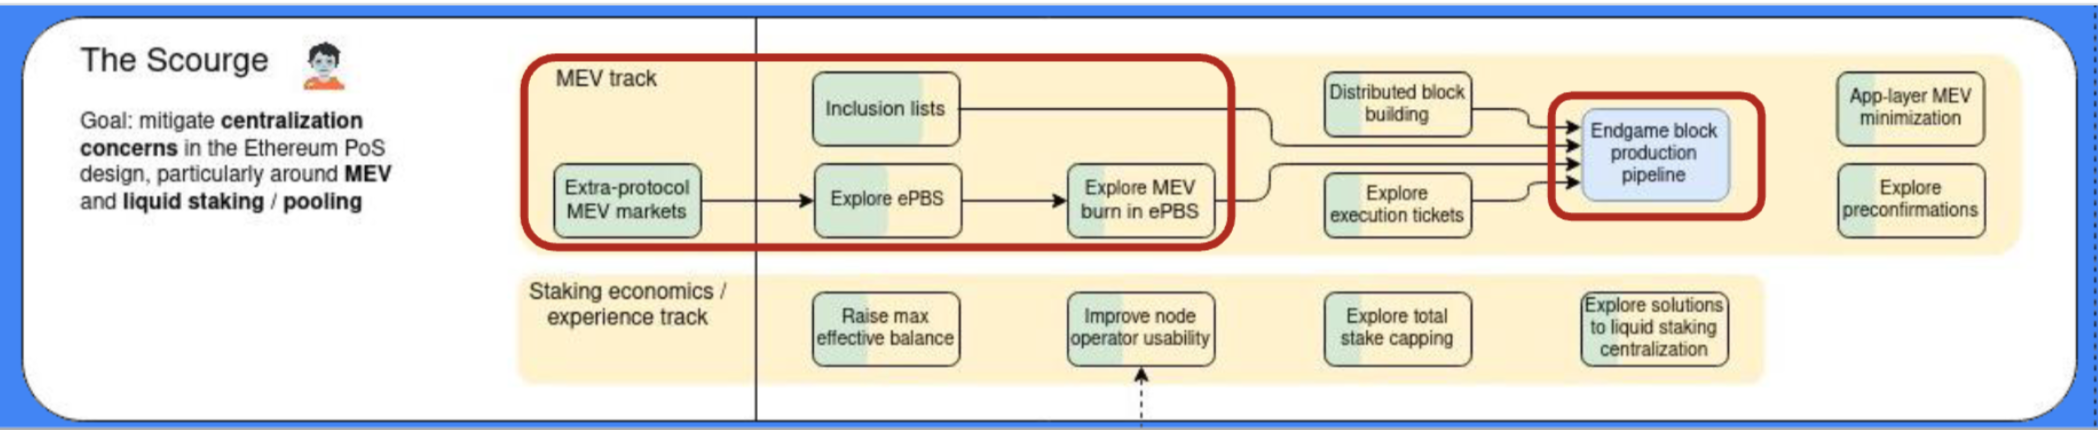 The Scourge
Goal: mitigate centralization
concerns in the Ethereum PoS
design, particularly around MEV
and liquid staking / pooling
MEV track
Inclusion lists
Extra-protocol
MEV markets
Explore ePBS
Explore MEV
burn in ePBS
Distributed block
building
Explore
execution tickets
Endgame block
production
pipeline
App-layer MEV
minimization
Explore
preconfirmations
Staking economics /
experience track
Raise max
effective balance
Improve node
operator usability
Explore total
stake capping
Explore solutions
to liquid staking
centralization